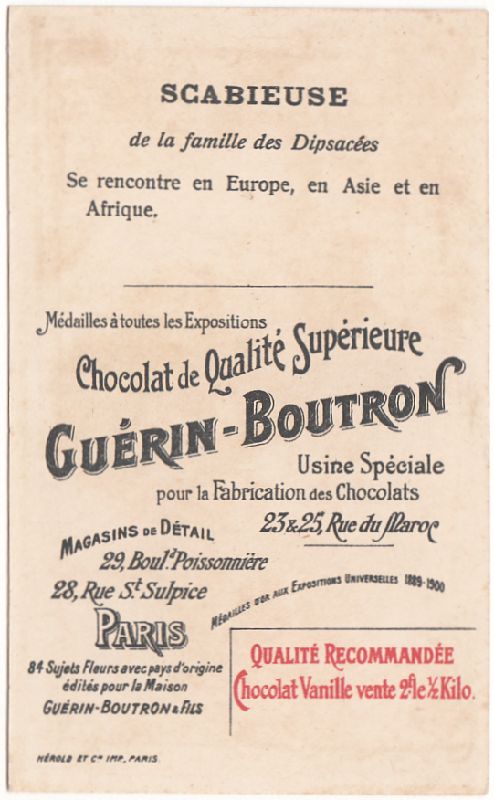 SCABIEUSE
de la famille des Dipsacées
Se rencontre en Europe, en Asie et en
Afrique.
Médailles à toutes les Expositions
Chocolat de Qualité Supérieure
GUÉRIN-BOUTRON
Usine Spéciale
pour la Fabrication des Chocolats
23 & 25, Rue du Maroc
MAGASINS DE DÉTAIL
29, Boul.d Poissonnière
28, Rue St. Sulpice
PARIS
MÉDAILLES D'OR AUX EXPOSITIONS UNIVERSELLES 1889-1900
84 Sujets Fleurs avec pays d'origine
édités pour la Maison
GUÉRIN-BOUTRON & FILS
QUALITÉ RECOMMANDÉE
Chocolat Vanille vente 2f. le ½ Kilo.
HÉROLD ET Cie IMP. PARIS